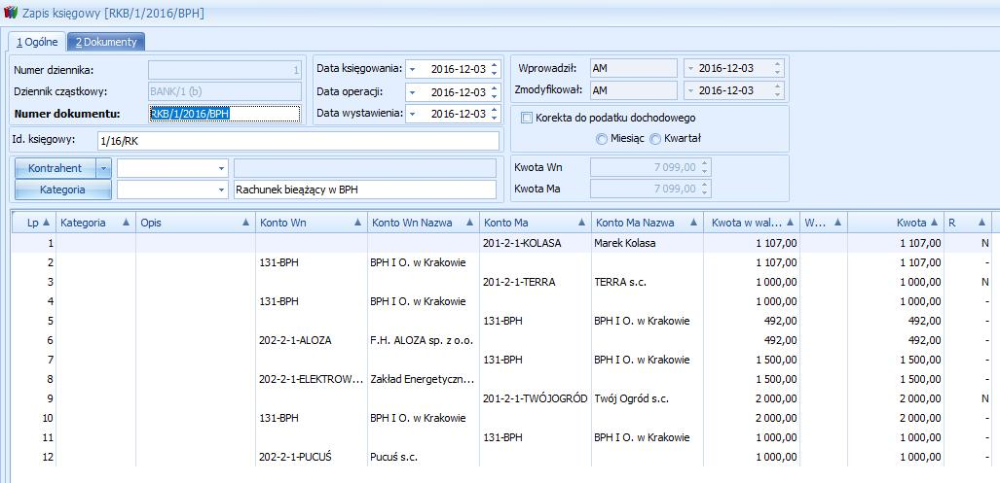 Zapis księgowy [RKB/1/2016/BPH]
1 Ogólne 2 Dokumenty
Numer dziennika: 1 Data księgowania: 2016-12-03 Wprowadził: AM 2016-12-03
Dziennik cząstkowy: BANK/1 (b) Data operacji: 2016-12-03 Zmodyfikował: AM 2016-12-03
Numer dokumentu: RKB/1/2016/BPH Data wystawienia: 2016-12-03 Korekta do podatku dochodowego
Id. księgowy: 1/16/RK Miesiąc Kwartał
Kontrahent Kwota Wn 7 099,00
Kategoria Rachunek bieążący w BPH Kwota Ma 7 099,00
Lp Kategoria Opis Konto Wn Konto Wn Nazwa Konto Ma Konto Ma Nazwa Kwota w wal... W... Kwota R
1 201-2-1-KOLASA Marek Kolasa 1 107,00 1 107,00 N
2 131-BPH BPH I O. w Krakowie 1 107,00 1 107,00 -
3 201-2-1-TERRA TERRA s.c. 1 000,00 1 000,00 N
4 131-BPH BPH I O. w Krakowie 1 000,00 1 000,00 -
5 131-BPH BPH I O. w Krakowie 492,00 492,00 -
6 202-2-1-ALOZA F.H. ALOZA sp. z o.o. 492,00 492,00 -
7 131-BPH BPH I O. w Krakowie 1 500,00 1 500,00 -
8 202-2-1-ELEKTROW... Zakład Energetyczn... 1 500,00 1 500,00 -
9 201-2-1-TWÓJOGRÓD Twój Ogród s.c. 2 000,00 2 000,00 N
10 131-BPH BPH I O. w Krakowie 2 000,00 2 000,00 -
11 131-BPH BPH I O. w Krakowie 1 000,00 1 000,00 -
12 202-2-1-PUCUŚ Pucuś s.c. 1 000,00 1 000,00 -